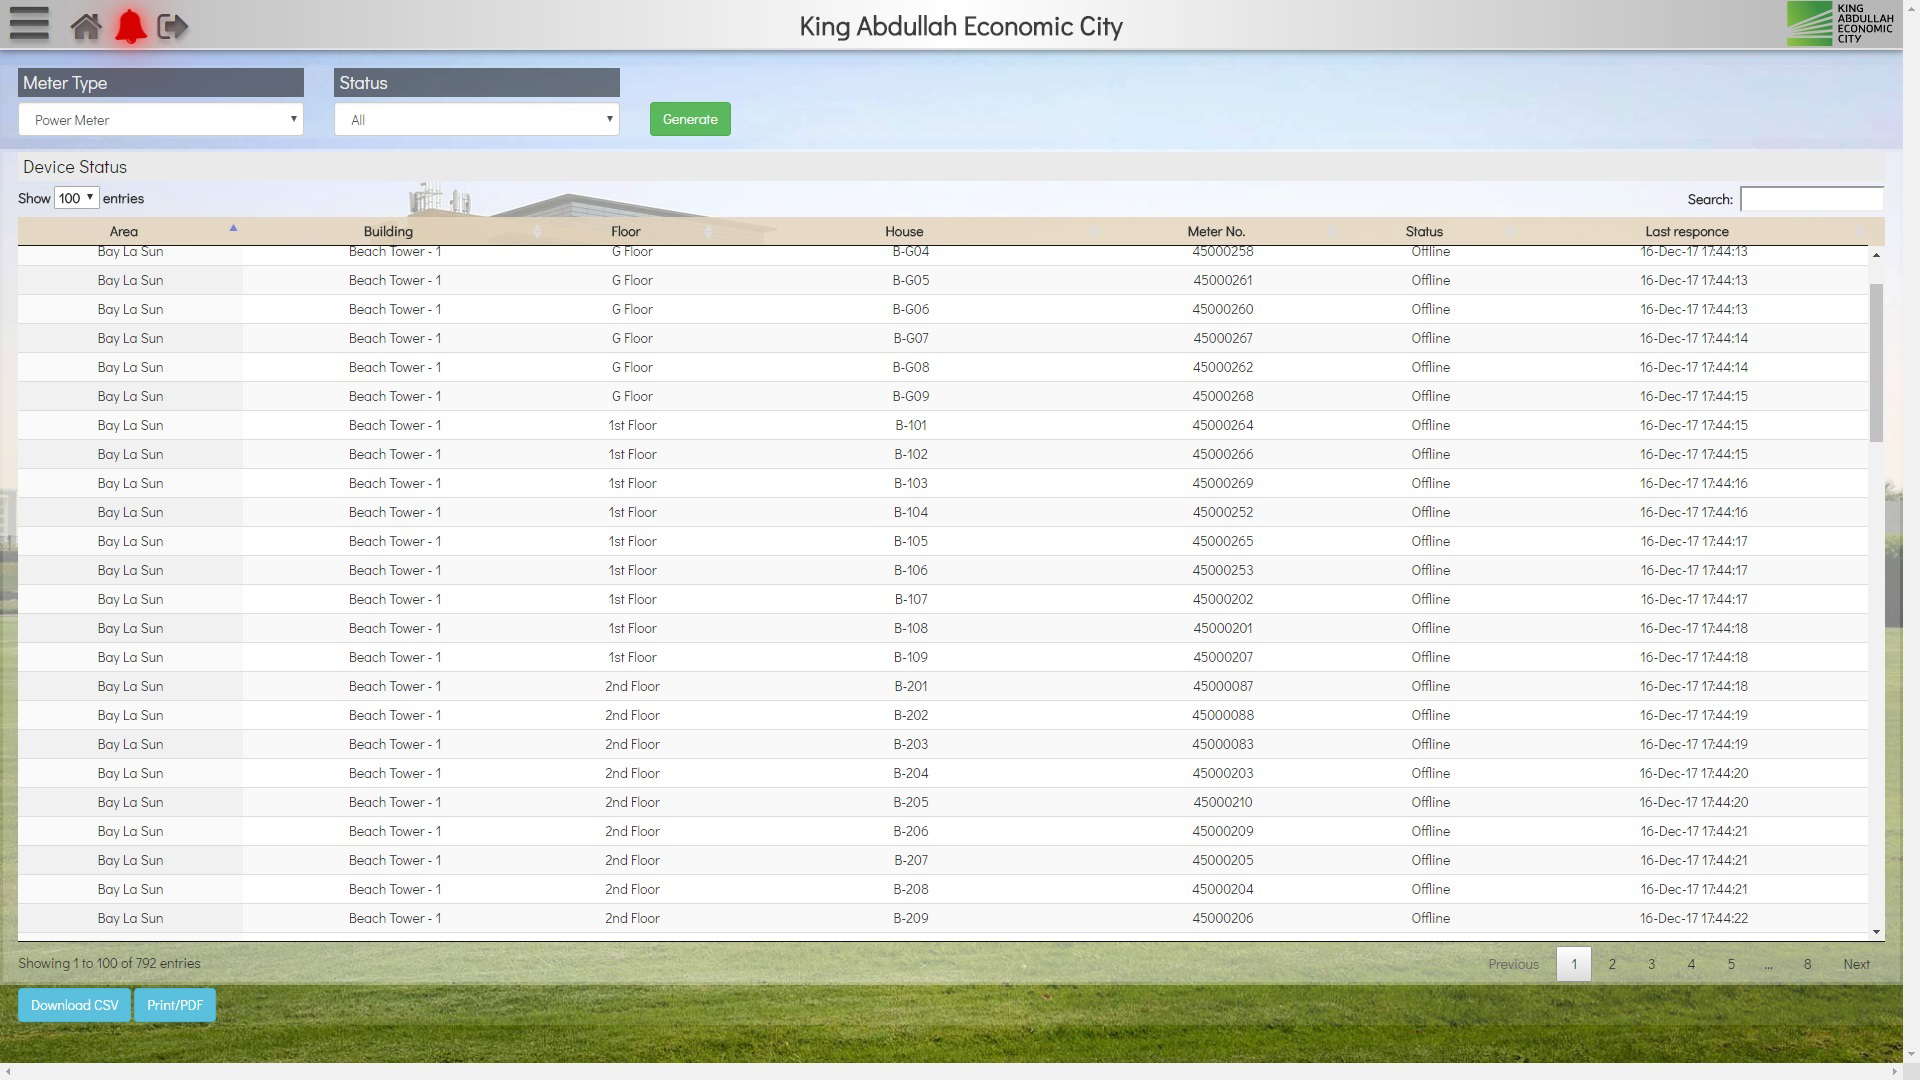 King Abdullah Economic City
KING
ABDULLAH
ECONOMIC
CITY
Meter Type Status
Power Meter All Generate
Device Status
Show 100 entries Search:
Area Building Floor House Meter No. Status Last responce
Bay La Sun Beach Tower - 1 G Floor B-G04 45000258 Offline 16-Dec-17 17:44:13
Bay La Sun Beach Tower - 1 G Floor B-G05 45000261 Offline 16-Dec-17 17:44:13
Bay La Sun Beach Tower - 1 G Floor B-G06 45000260 Offline 16-Dec-17 17:44:13
Bay La Sun Beach Tower - 1 G Floor B-G07 45000267 Offline 16-Dec-17 17:44:14
Bay La Sun Beach Tower - 1 G Floor B-G08 45000262 Offline 16-Dec-17 17:44:14
Bay La Sun Beach Tower - 1 G Floor B-G09 45000268 Offline 16-Dec-17 17:44:15
Bay La Sun Beach Tower - 1 1st Floor B-101 45000264 Offline 16-Dec-17 17:44:15
Bay La Sun Beach Tower - 1 1st Floor B-102 45000266 Offline 16-Dec-17 17:44:15
Bay La Sun Beach Tower - 1 1st Floor B-103 45000269 Offline 16-Dec-17 17:44:16
Bay La Sun Beach Tower - 1 1st Floor B-104 45000252 Offline 16-Dec-17 17:44:16
Bay La Sun Beach Tower - 1 1st Floor B-105 45000265 Offline 16-Dec-17 17:44:17
Bay La Sun Beach Tower - 1 1st Floor B-106 45000253 Offline 16-Dec-17 17:44:17
Bay La Sun Beach Tower - 1 1st Floor B-107 45000202 Offline 16-Dec-17 17:44:17
Bay La Sun Beach Tower - 1 1st Floor B-108 45000201 Offline 16-Dec-17 17:44:18
Bay La Sun Beach Tower - 1 1st Floor B-109 45000207 Offline 16-Dec-17 17:44:18
Bay La Sun Beach Tower - 1 2nd Floor B-201 45000087 Offline 16-Dec-17 17:44:18
Bay La Sun Beach Tower - 1 2nd Floor B-202 45000088 Offline 16-Dec-17 17:44:19
Bay La Sun Beach Tower - 1 2nd Floor B-203 45000083 Offline 16-Dec-17 17:44:19
Bay La Sun Beach Tower - 1 2nd Floor B-204 45000203 Offline 16-Dec-17 17:44:20
Bay La Sun Beach Tower - 1 2nd Floor B-205 45000210 Offline 16-Dec-17 17:44:20
Bay La Sun Beach Tower - 1 2nd Floor B-206 45000209 Offline 16-Dec-17 17:44:21
Bay La Sun Beach Tower - 1 2nd Floor B-207 45000205 Offline 16-Dec-17 17:44:21
Bay La Sun Beach Tower - 1 2nd Floor B-208 45000204 Offline 16-Dec-17 17:44:21
Bay La Sun Beach Tower - 1 2nd Floor B-209 45000206 Offline 16-Dec-17 17:44:22
Showing 1 to 100 of 792 entries Previous 1 2 3 4 5 ... 8 Next
Download CSV Print/PDF